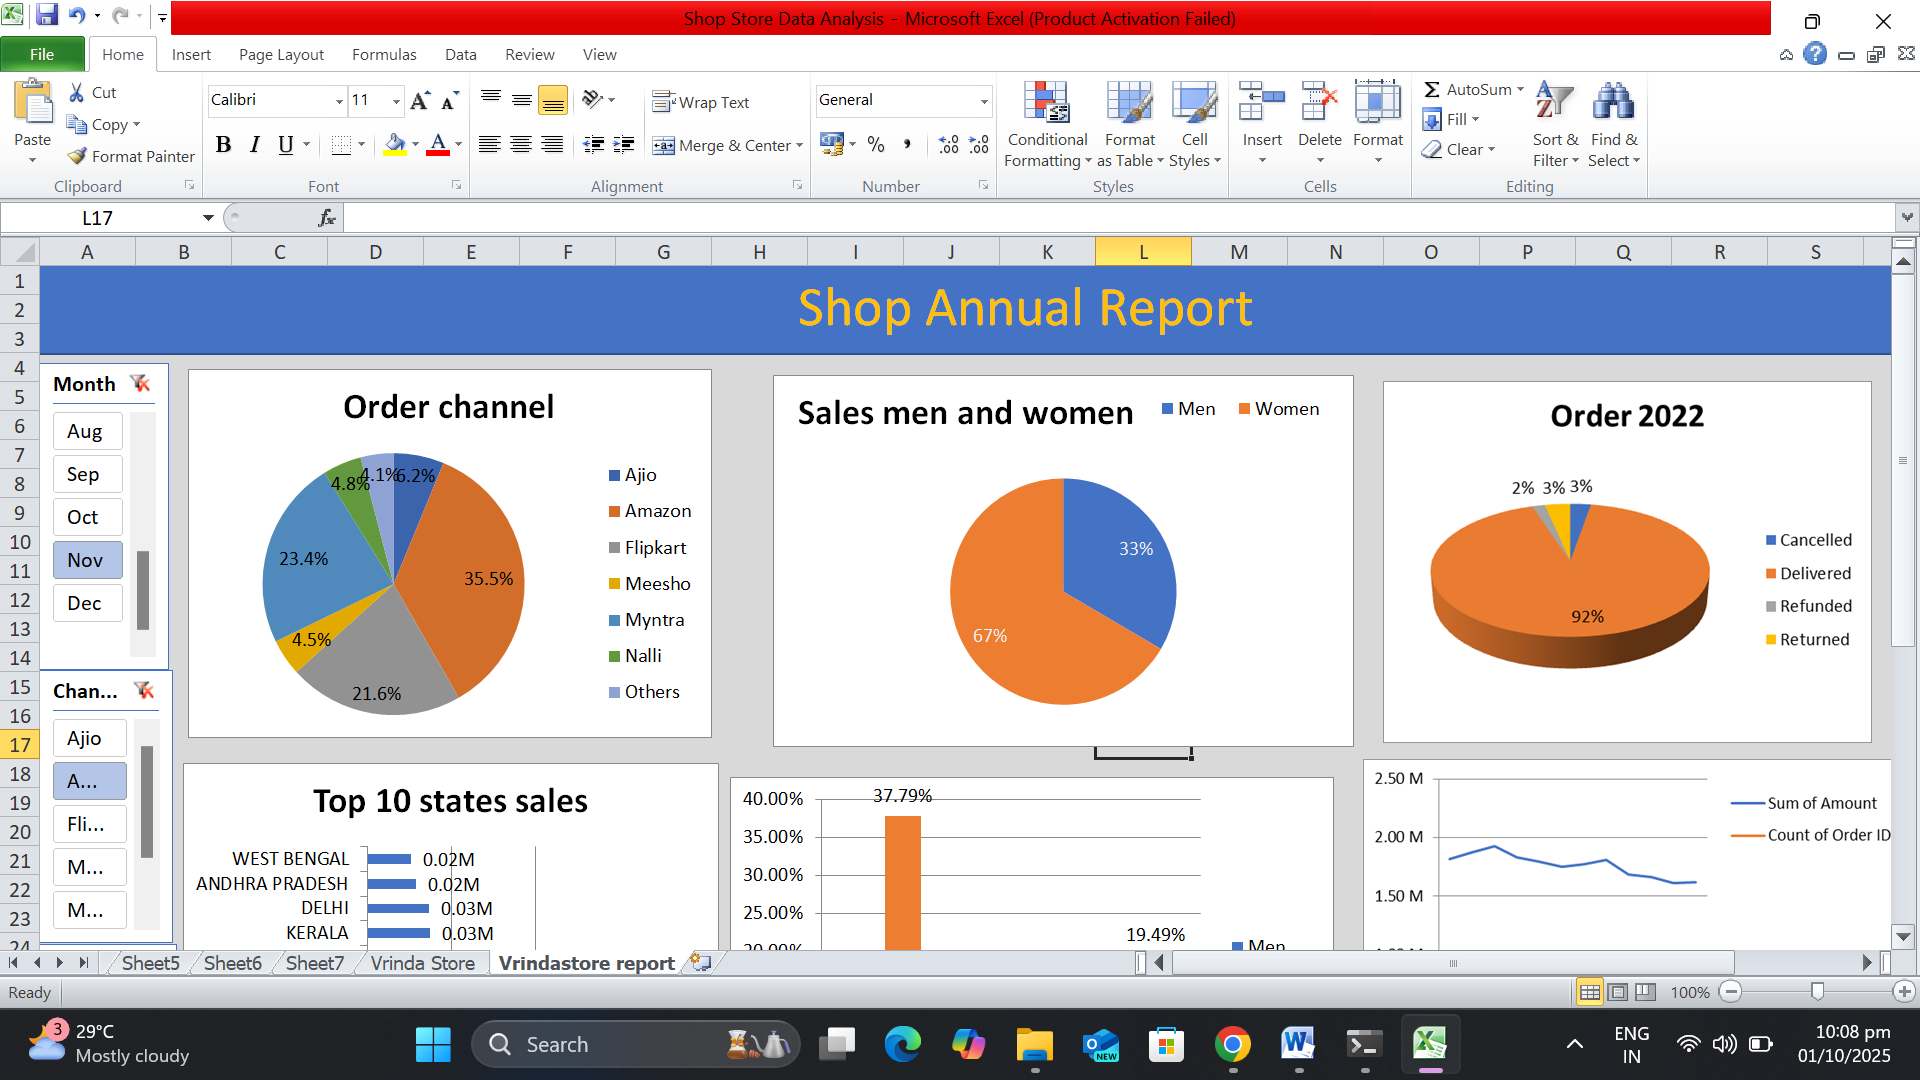 Shop Store Data Analysis - Microsoft Excel (Product Activation Failed)
File Home Insert Page Layout Formulas Data Review View
Paste
Cut
Copy
Format Painter
Clipboard
Calibri 11
B I U
Font
Wrap Text
Merge & Center
Alignment
General
Number
Conditional Formatting
Format as Table
Cell Styles
Styles
Insert Delete Format
Cells
AutoSum
Fill
Clear
Sort & Filter
Find & Select
Editing
L17 fx
A B C D E F G H I J K L M N O P Q R S
1
2
3
4
5
6
7
8
9
10
11
12
13
14
15
16
17
18
19
20
21
22
23
24
Shop Annual Report
Month
Aug
Sep
Oct
Nov
Dec
Chan...
Ajio
A...
Fli...
M...
M...
Order channel
4.8% 4.1% 6.2%
23.4% 35.5%
4.5%
21.6%
Ajio
Amazon
Flipkart
Meesho
Myntra
Nalli
Others
Sales men and women
Men Women
33%
67%
Order 2022
2% 3% 3%
92%
Cancelled
Delivered
Refunded
Returned
Top 10 states sales
WEST BENGAL 0.02M
ANDHRA PRADESH 0.02M
DELHI 0.03M
KERALA 0.03M
40.00%
35.00%
30.00%
25.00%
20.00%
37.79%
19.49%
Men
2.50 M
2.00 M
1.50 M
Sum of Amount
Count of Order ID
Sheet5 Sheet6 Sheet7 Vrinda Store Vrindastore report
Ready 100%
3
29°C
Mostly cloudy
Search
NEW
ENG
IN
10:08 pm
01/10/2025